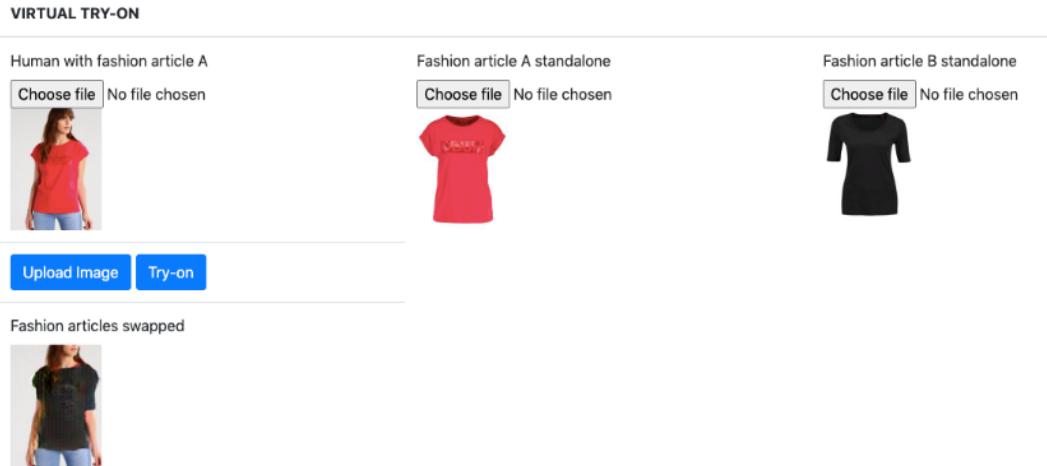 VIRTUAL TRY-ON
Human with fashion article A
Choose file No file chosen
Fashion article A standalone
Choose file No file chosen
Fashion article B standalone
Choose file No file chosen
Upload Image Try-on
Fashion articles swapped